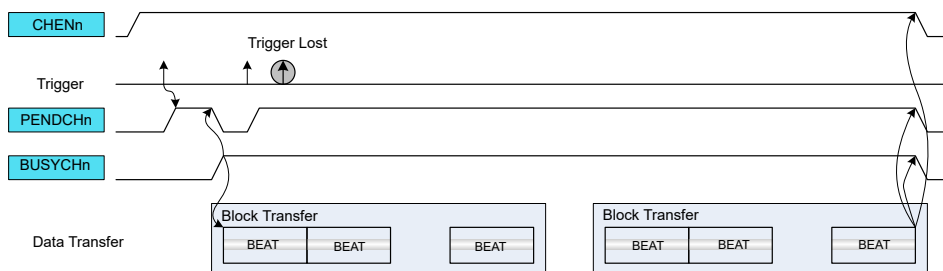 CHENn
Trigger Lost
Trigger
PENDCHn
BUSYCHn
Block Transfer
Block Transfer
Data Transfer
BEAT
BEAT
BEAT
BEAT
BEAT
BEAT